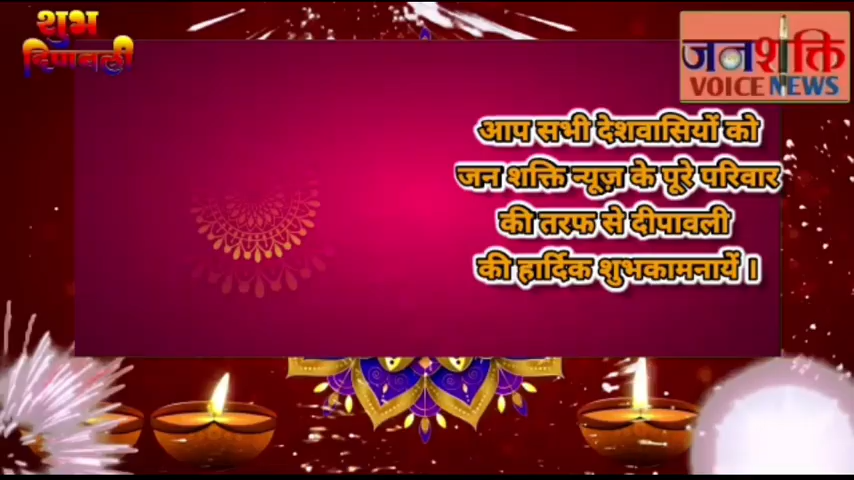 शुभ
दिपावली
जनशक्ति
VOICE NEWS
आप सभी देशवासियों को
जन शक्ति न्यूज़ के पूरे परिवार
की तरफ से दीपावली
की हार्दिक शुभकामनायें ।